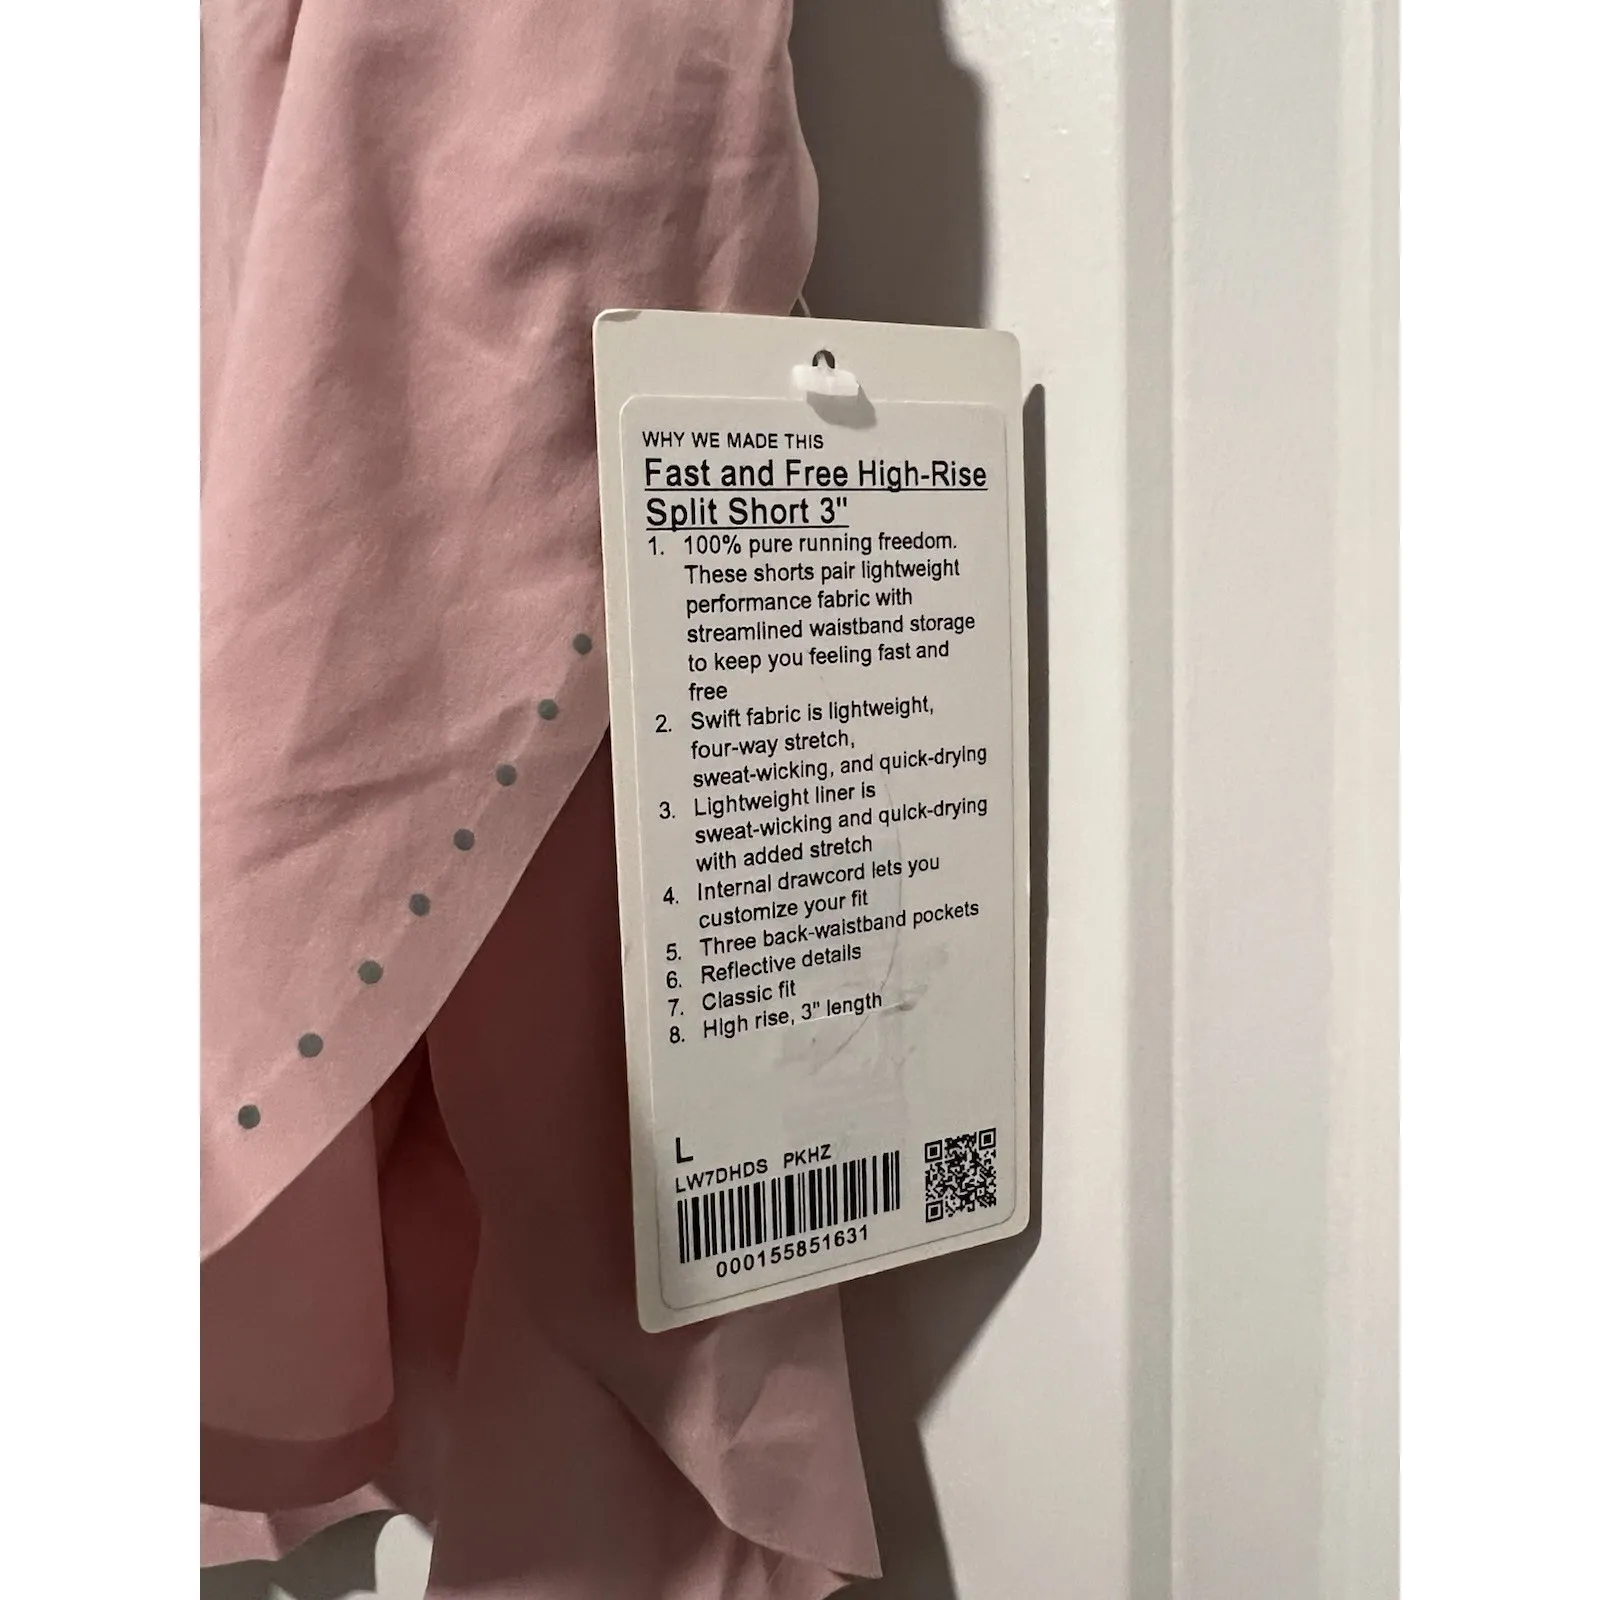 WHY WE MADE THIS
Fast and Free High-Rise
Split Short 3"
1. 100% pure running freedom.
These shorts pair lightweight
performance fabric with
streamlined waistband storage
to keep you feeling fast and
free
2. Swift fabric is lightweight,
four-way stretch,
sweat-wicking, and quick-drying
3. Lightweight liner is
sweat-wicking and quick-drying
with added stretch
4. Internal drawcord lets you
customize your fit
5. Three back-waistband pockets
6. Reflective details
7. Classic fit
8. High rise, 3" length
L
LW7DHDS PKHZ
000155851631